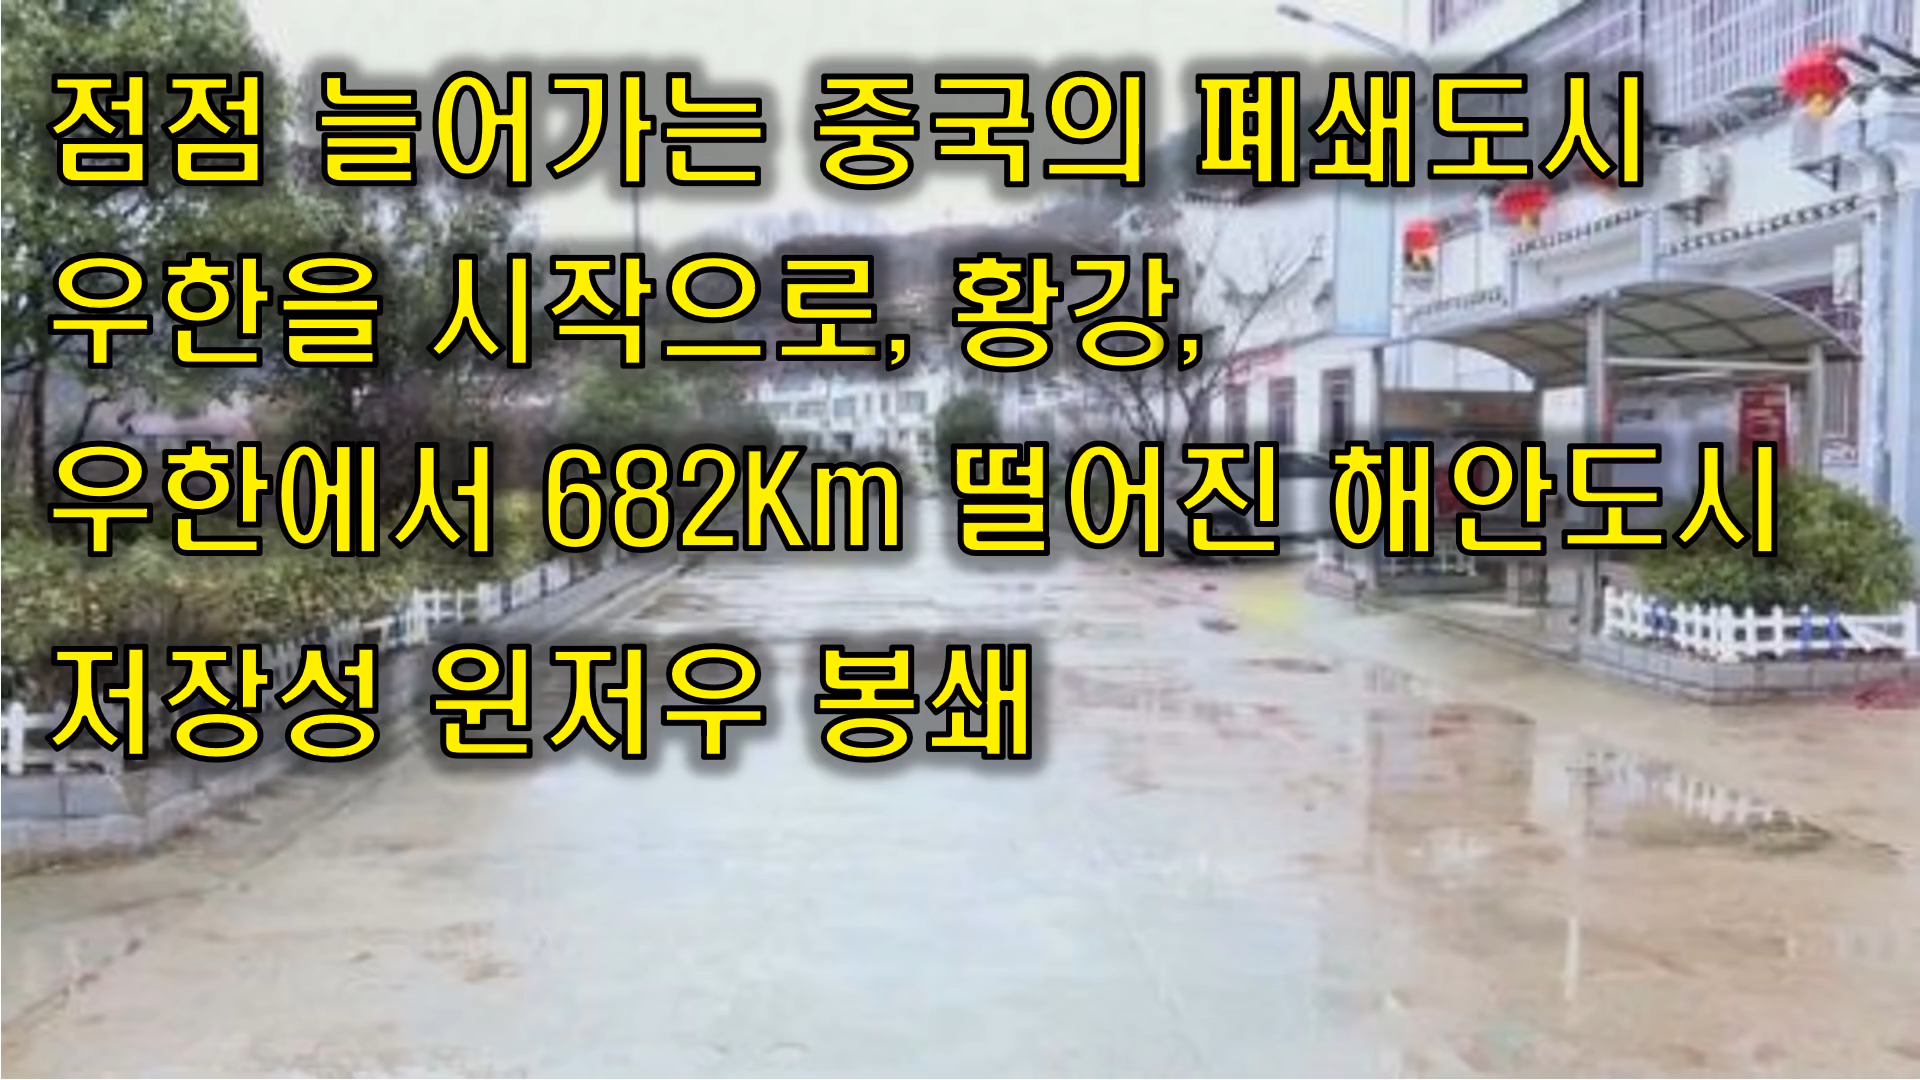 점점 늘어가는 중국의 폐쇄도시
우한을 시작으로, 황강,
우한에서 682Km 떨어진 해안도시
저장성 원저우 봉쇄